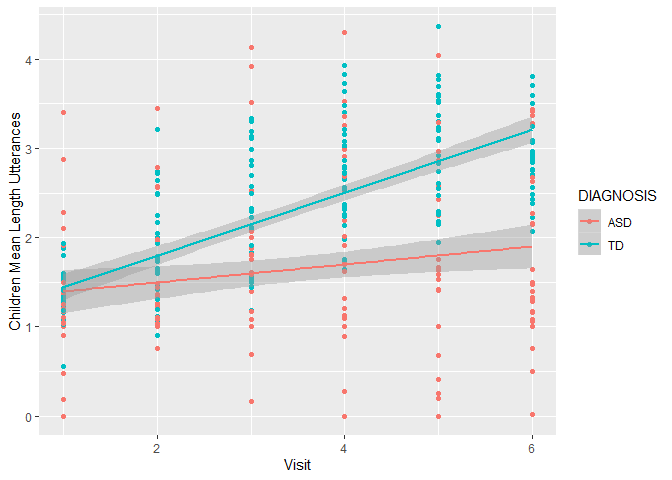 4
3
2
1
0
Children Mean Length Utterances
2
4
6
Visit
DIAGNOSIS
ASD
TD